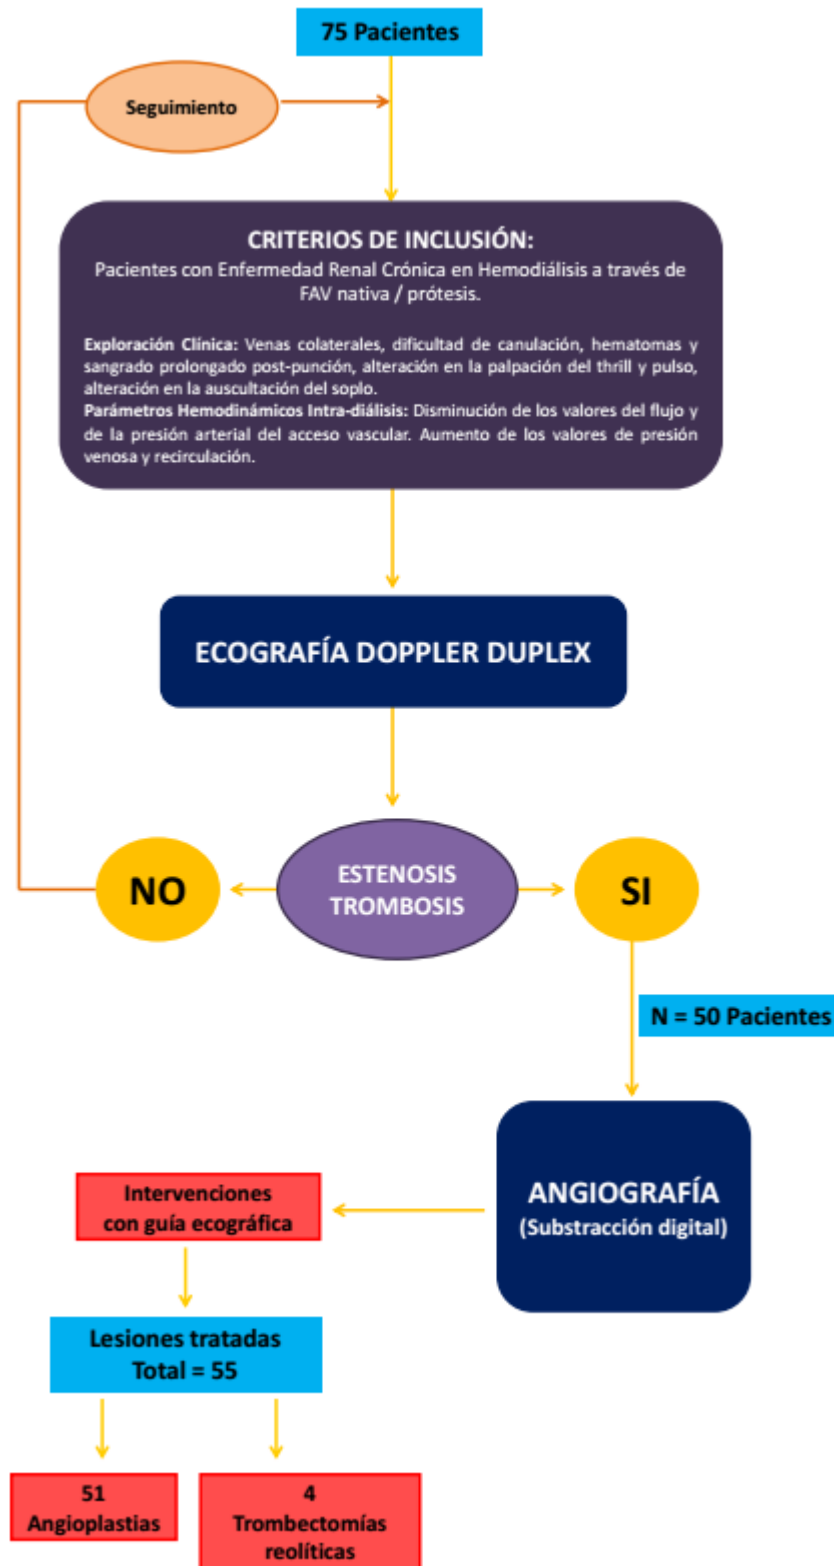 75 Pacientes
Seguimiento
CRITERIOS DE INCLUSIÓN:
Pacientes con Enfermedad Renal Crónica en Hemodiálisis a través de
FAV nativa / prótesis.
Exploración Clínica: Venas colaterales, dificultad de canulación, hematomas y
sangrado prolongado post-punción, alteración en la palpación del thrill y pulso,
alteración en la auscultación del soplo.
Parámetros Hemodinámicos Intra-diálisis: Disminución de los valores del flujo y
de la presión arterial del acceso vascular. Aumento de los valores de presión
venosa y recirculación.
ECOGRAFÍA DOPPLER DUPLEX
NO
ESTENOSIS
TROMBOSIS
SI
N = 50 Pacientes
ANGIOGRAFÍA
(Substracción digital)
Intervenciones
con guía ecográfica
Lesiones tratadas
Total = 55
51
Angioplastias
4
Trombectomías
reolíticas